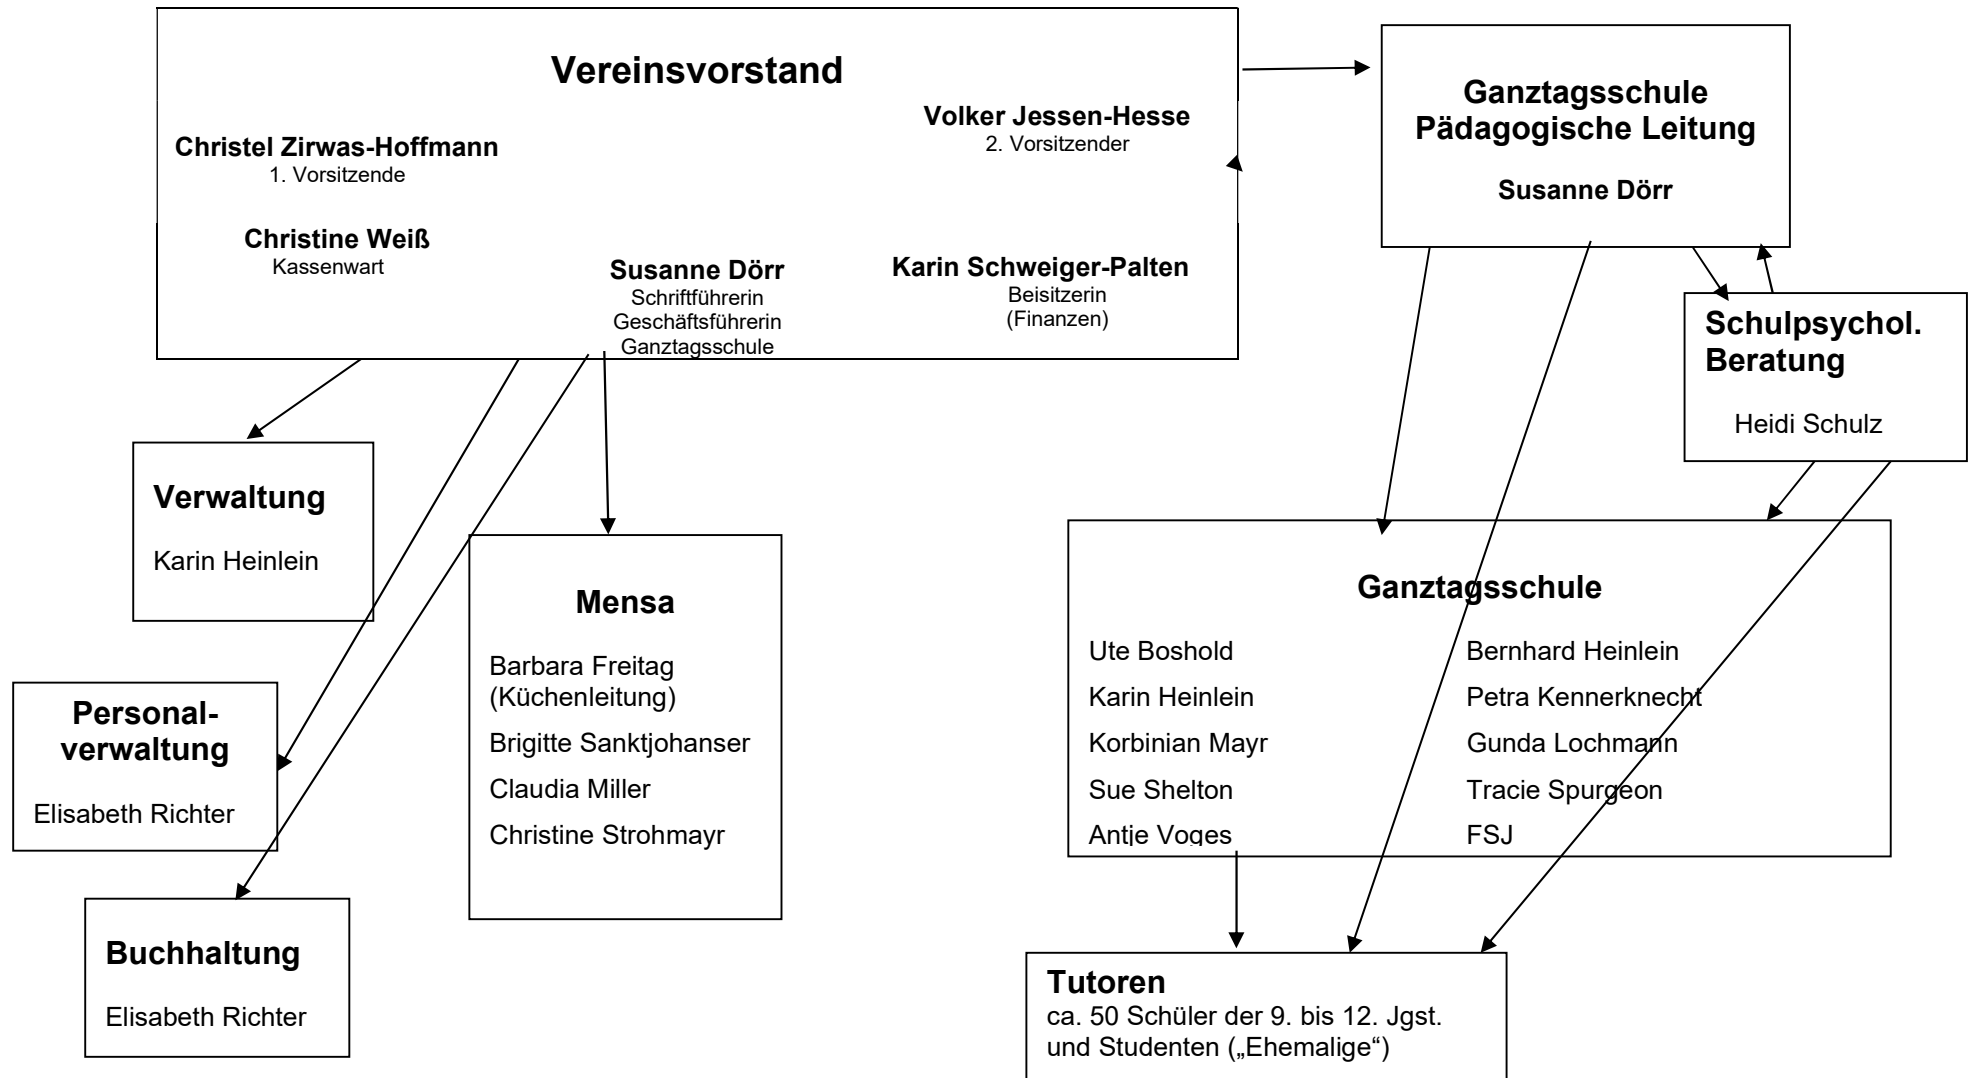 Vereinsvorstand
Christel Zirwas-Hoffmann
1. Vorsitzende
Volker Jessen-Hesse
2. Vorsitzender
Christine Weiß
Kassenwart
Susanne Dörr
Schriftführerin
Geschäftsführerin
Ganztagsschule
Karin Schweiger-Palten
Beisitzerin
(Finanzen)
Ganztagsschule
Pädagogische Leitung
Susanne Dörr
Schulpsychol.
Beratung
Heidi Schulz
Verwaltung
Karin Heinlein
Personal-
verwaltung
Elisabeth Richter
Buchhaltung
Elisabeth Richter
Mensa
Barbara Freitag
(Küchenleitung)
Brigitte Sanktjohanser
Claudia Miller
Christine Strohmayr
Ganztagsschule
Ute Boshold
Karin Heinlein
Korbinian Mayr
Sue Shelton
Antje Voges
Bernhard Heinlein
Petra Kennerknecht
Gunda Lochmann
Tracie Spurgeon
FSJ
Tutoren
ca. 50 Schüler der 9. bis 12. Jgst.
und Studenten („Ehemalige“)